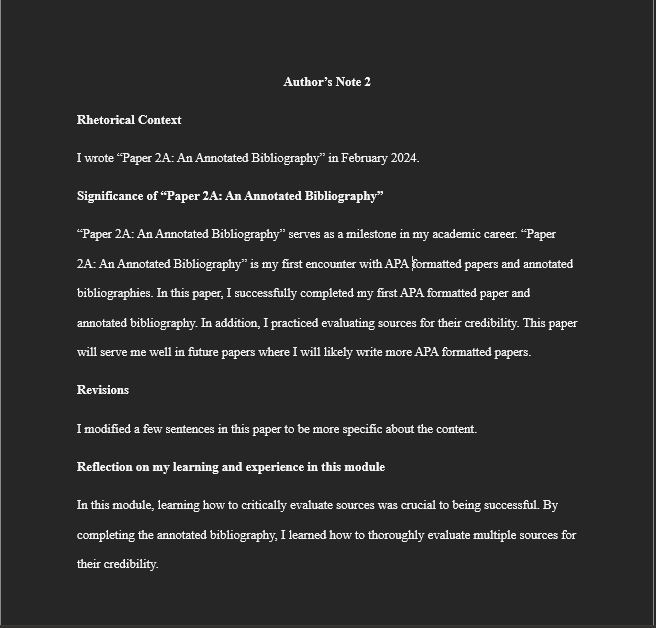 Author’s Note 2
Rhetorical Context
I wrote “Paper 2A: An Annotated Bibliography” in February 2024.
Significance of “Paper 2A: An Annotated Bibliography”
“Paper 2A: An Annotated Bibliography” serves as a milestone in my academic career. “Paper
2A: An Annotated Bibliography” is my first encounter with APA formatted papers and annotated
bibliographies. In this paper, I successfully completed my first APA formatted paper and
annotated bibliography. In addition, I practiced evaluating sources for their credibility. This paper
will serve me well in future papers where I will likely write more APA formatted papers.
Revisions
I modified a few sentences in this paper to be more specific about the content.
Reflection on my learning and experience in this module
In this module, learning how to critically evaluate sources was crucial to being successful. By
completing the annotated bibliography, I learned how to thoroughly evaluate multiple sources for
their credibility.